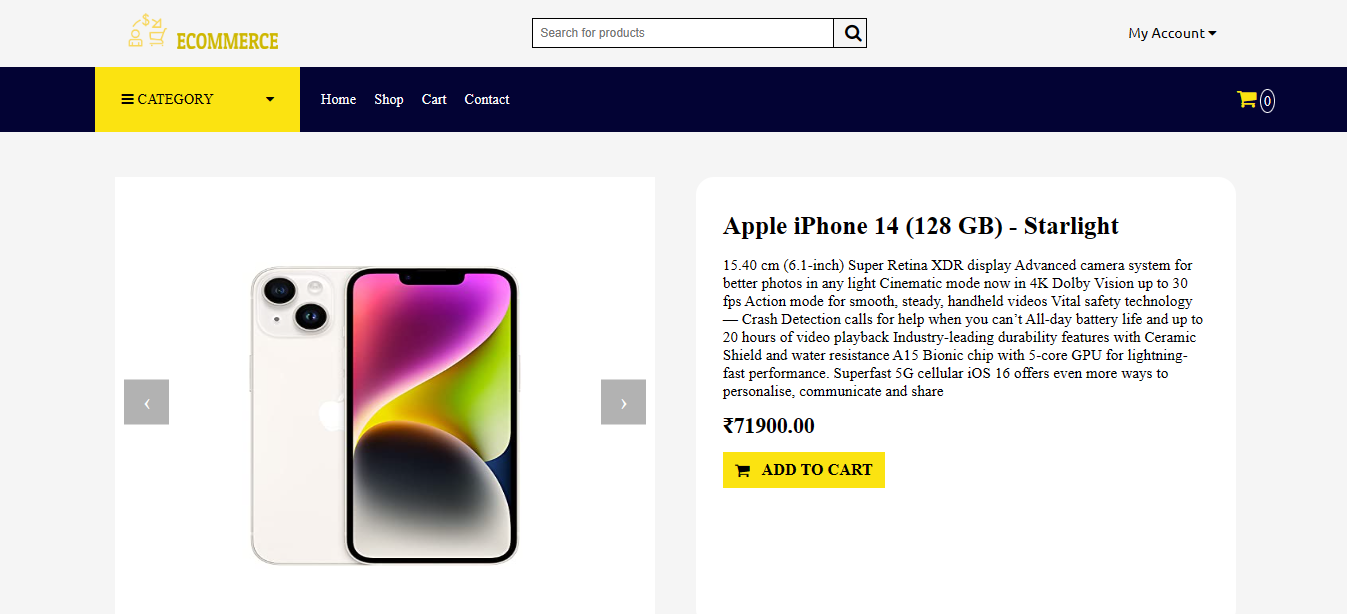 ECOMMERCE
Search for products
My Account
CATEGORY
Home Shop Cart Contact
0
Apple iPhone 14 (128 GB) - Starlight
15.40 cm (6.1-inch) Super Retina XDR display Advanced camera system for
better photos in any light Cinematic mode now in 4K Dolby Vision up to 30
fps Action mode for smooth, steady, handheld videos Vital safety technology
— Crash Detection calls for help when you can’t All-day battery life and up to
20 hours of video playback Industry-leading durability features with Ceramic
Shield and water resistance A15 Bionic chip with 5-core GPU for lightning-
fast performance. Superfast 5G cellular iOS 16 offers even more ways to
personalise, communicate and share
₹71900.00
ADD TO CART